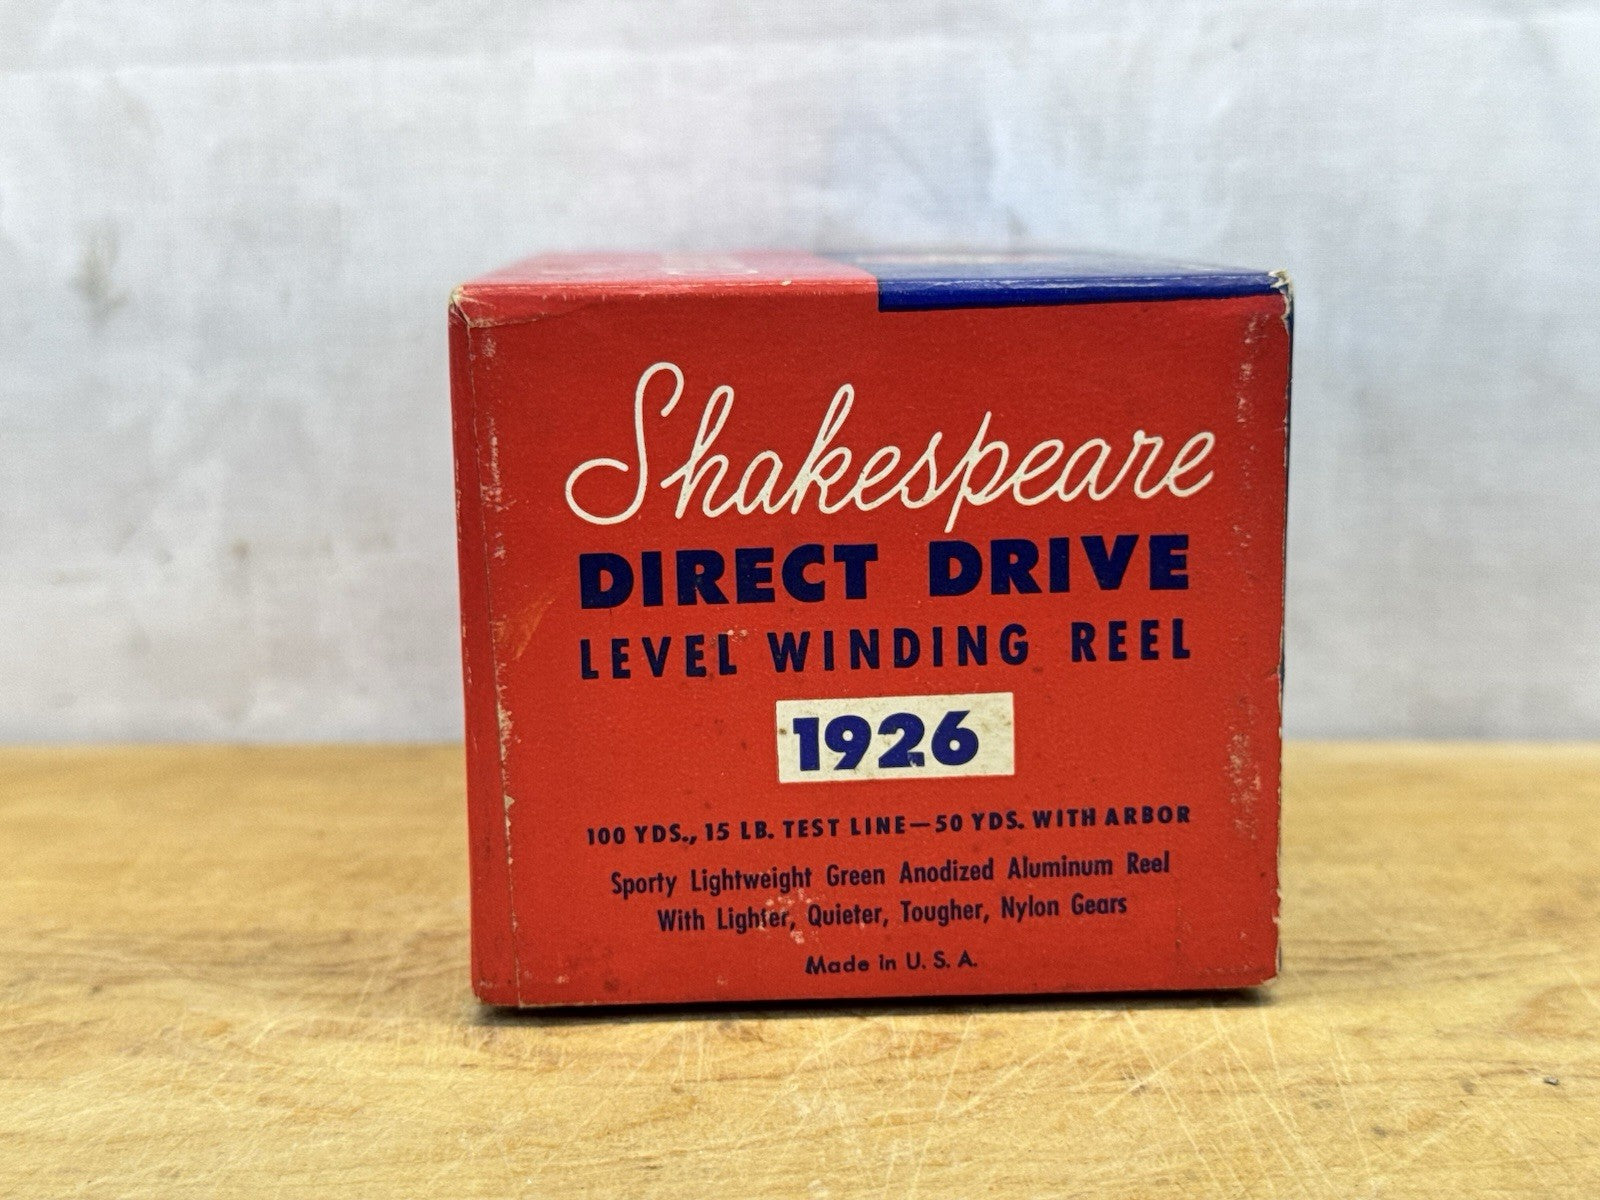 Shakespeare
DIRECT DRIVE
LEVEL WINDING REEL
1926
100 YDS., 15 LB. TEST LINE—50 YDS. WITH ARBOR
Sporty Lightweight Green Anodized Aluminum Reel
With Lighter, Quieter, Tougher, Nylon Gears
Made in U. S. A.